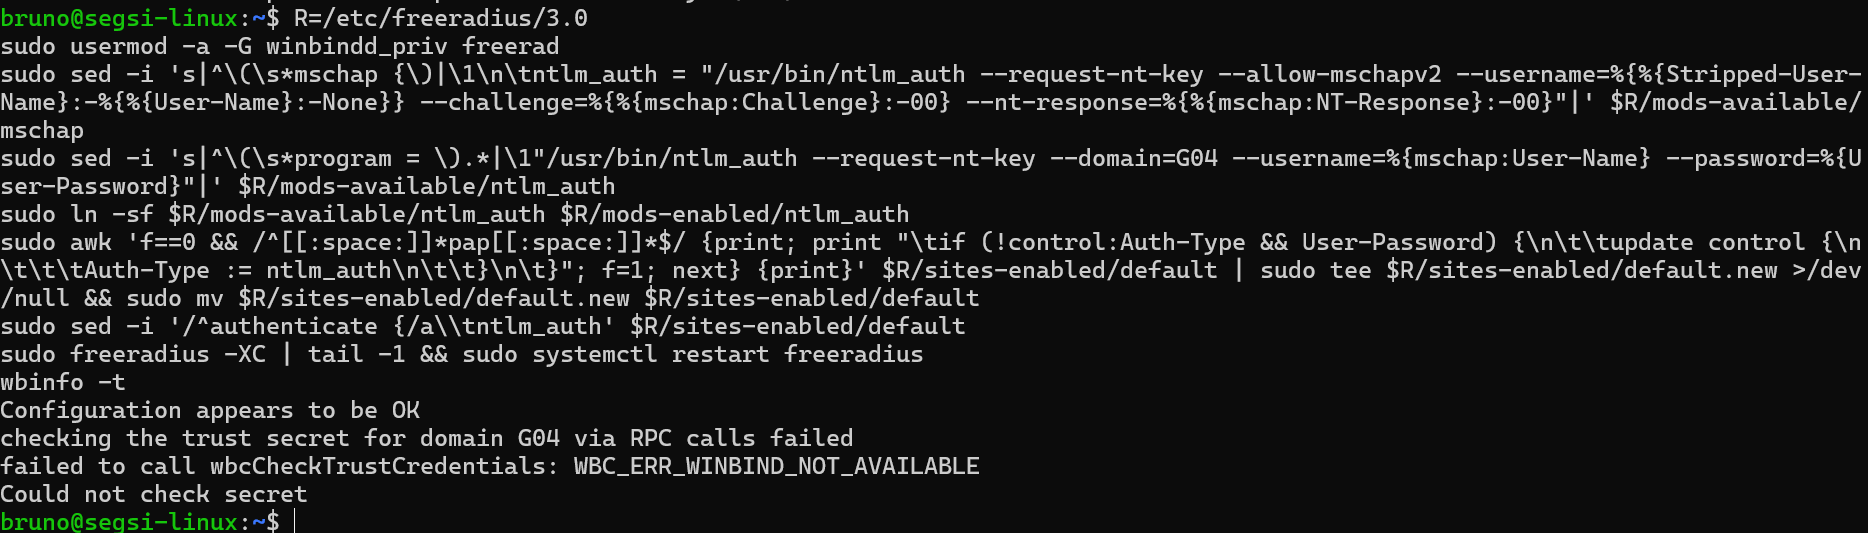 bruno@segsi-linux:~$ R=/etc/freeradius/3.0
sudo usermod -a -G winbindd_priv freerad
sudo sed -i 's|^\(\s*mschap {\)|\1\n\tntlm_auth = "/usr/bin/ntlm_auth --request-nt-key --allow-mschapv2 --username=%{%{Stripped-User-
Name}:-%{%{User-Name}:-None}} --challenge=%{%{mschap:Challenge}:-00} --nt-response=%{%{mschap:NT-Response}:-00}"|' $R/mods-available/
mschap
sudo sed -i 's|^\(\s*program = \).*|\1"/usr/bin/ntlm_auth --request-nt-key --domain=G04 --username=%{mschap:User-Name} --password=%{U
ser-Password}"|' $R/mods-available/ntlm_auth
sudo ln -sf $R/mods-available/ntlm_auth $R/mods-enabled/ntlm_auth
sudo awk 'f==0 && /^[[:space:]]*pap[[:space:]]*$/ {print; print "\tif (!control:Auth-Type && User-Password) {\n\t\tupdate control {\n
\t\t\tAuth-Type := ntlm_auth\n\t\t}\n\t}"; f=1; next} {print}' $R/sites-enabled/default | sudo tee $R/sites-enabled/default.new >/dev
/null && sudo mv $R/sites-enabled/default.new $R/sites-enabled/default
sudo sed -i '/^authenticate {/a\\tntlm_auth' $R/sites-enabled/default
sudo freeradius -XC | tail -1 && sudo systemctl restart freeradius
wbinfo -t
Configuration appears to be OK
checking the trust secret for domain G04 via RPC calls failed
failed to call wbcCheckTrustCredentials: WBC_ERR_WINBIND_NOT_AVAILABLE
Could not check secret
bruno@segsi-linux:~$